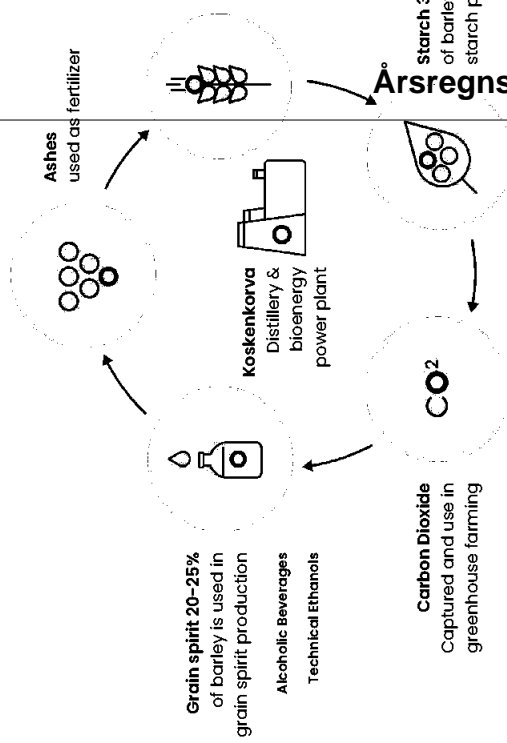 Årsregns
Starch 3
of barle
starch p
Ashes
used as fertilizer
Koskenkorva
Distillery &
bioenergy
power plant
CO2
Carbon Dioxide
Captured and use in
greenhouse farming
Grain spirit 20–25%
of barley is used in
grain spirit production
Alcoholic Beverages
Technical Ethanols